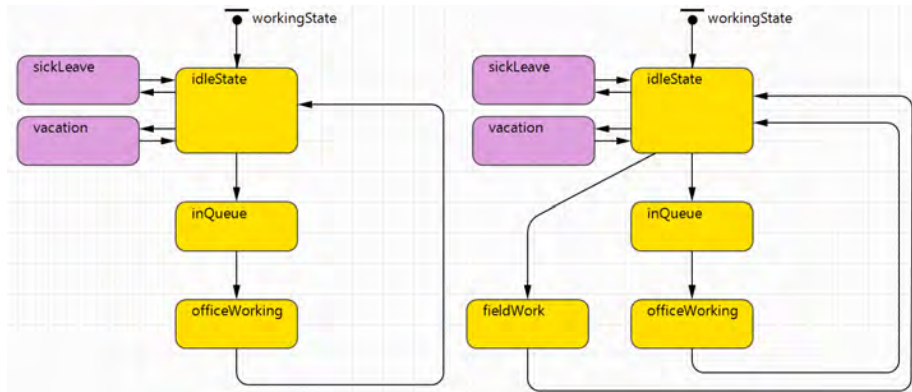 workingState
sickLeave
idleState
vacation
inQueue
officeWorking
workingState
sickLeave
idleState
vacation
inQueue
fieldWork
officeWorking